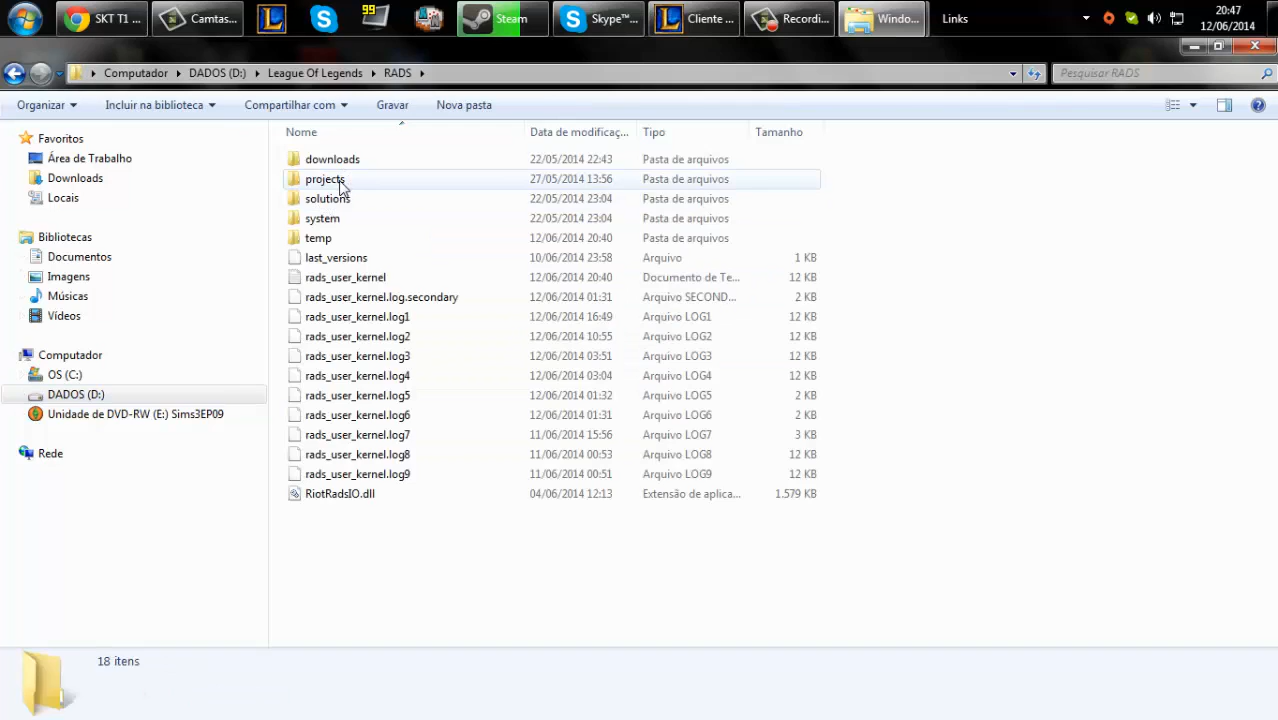 SKT T1 ...
Camtas...
99
Steam
Skype™...
Cliente ...
Recordi...
Windo...
Links
20:47
12/06/2014
Computador
DADOS (D:)
League Of Legends
RADS
Pesquisar RADS
Organizar
Incluir na biblioteca
Compartilhar com
Gravar
Nova pasta
Nome
Data de modificaç...
Tipo
Tamanho
Favoritos
Área de Trabalho
Downloads
Locais
Bibliotecas
Documentos
Imagens
Músicas
Vídeos
Computador
OS (C:)
DADOS (D:)
Unidade de DVD-RW (E:) Sims3EP09
Rede
downloads 22/05/2014 22:43 Pasta de arquivos
projects 27/05/2014 13:56 Pasta de arquivos
solutions 22/05/2014 23:04 Pasta de arquivos
system 22/05/2014 23:04 Pasta de arquivos
temp 12/06/2014 20:40 Pasta de arquivos
last_versions 10/06/2014 23:58 Arquivo 1 KB
rads_user_kernel 12/06/2014 20:40 Documento de Te... 12 KB
rads_user_kernel.log.secondary 12/06/2014 01:31 Arquivo SECOND... 2 KB
rads_user_kernel.log1 12/06/2014 16:49 Arquivo LOG1 12 KB
rads_user_kernel.log2 12/06/2014 10:55 Arquivo LOG2 12 KB
rads_user_kernel.log3 12/06/2014 03:51 Arquivo LOG3 12 KB
rads_user_kernel.log4 12/06/2014 03:04 Arquivo LOG4 12 KB
rads_user_kernel.log5 12/06/2014 01:32 Arquivo LOG5 2 KB
rads_user_kernel.log6 12/06/2014 01:31 Arquivo LOG6 2 KB
rads_user_kernel.log7 11/06/2014 15:56 Arquivo LOG7 3 KB
rads_user_kernel.log8 11/06/2014 00:53 Arquivo LOG8 12 KB
rads_user_kernel.log9 11/06/2014 00:51 Arquivo LOG9 12 KB
RiotRadsIO.dll 04/06/2014 12:13 Extensão de aplica... 1.579 KB
18 itens